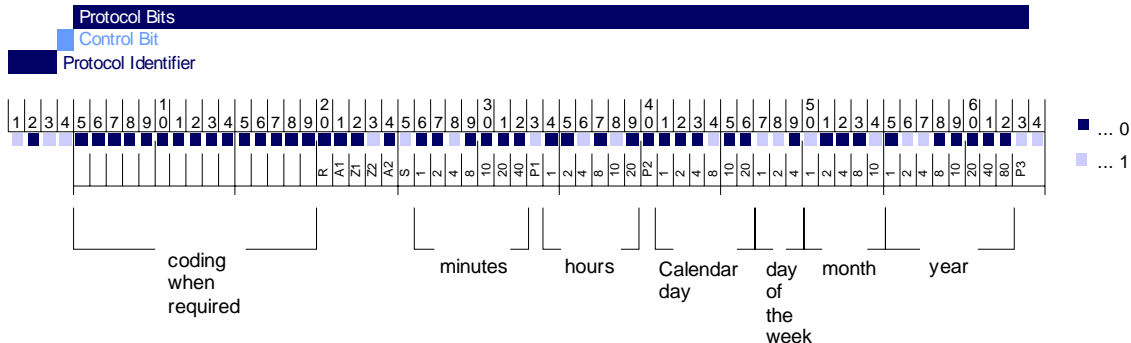 Protocol Bits
Control Bit
Protocol Identifier
1 2 3 4 5 6
1 2 3 4 5 6 7 8 9 0 1 2 3 4 5 6 7 8 9 0 1 2 3 4 5 6 7 8 9 0 1 2 3 4 5 6 7 8 9 0 1 2 3 4 5 6 7 8 9 0 1 2 3 4 5 6 7 8 9 0 1 2 3 4
... 0
... 1
R A1 Z1 Z2 A2 S 1 2 4 8 10 20 40 P1 1 2 4 8 10 20 P2 1 2 4 8 10 20 1 2 4 1 2 4 8 10 1 2 4 8 10 20 40 80 P3
coding
when
required
minutes
hours
Calendar
day
day
of
the
week
month
year